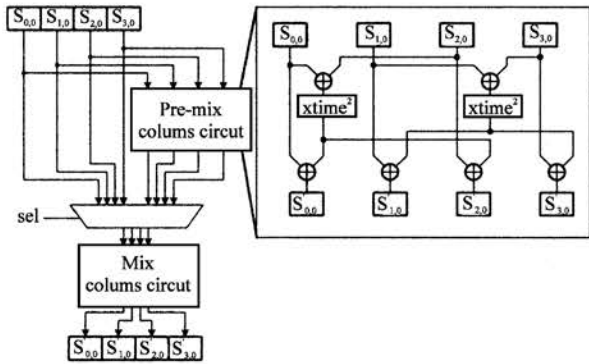 S0,0 S1,0 S2,0 S3,0
Pre-mix
colums circut
sel
Mix
colums circut
S'0,0 S'1,0 S'2,0 S'3,0
S0,0 S1,0 S2,0 S3,0
xtime² xtime²
S'0,0 S'1,0 S'2,0 S'3,0